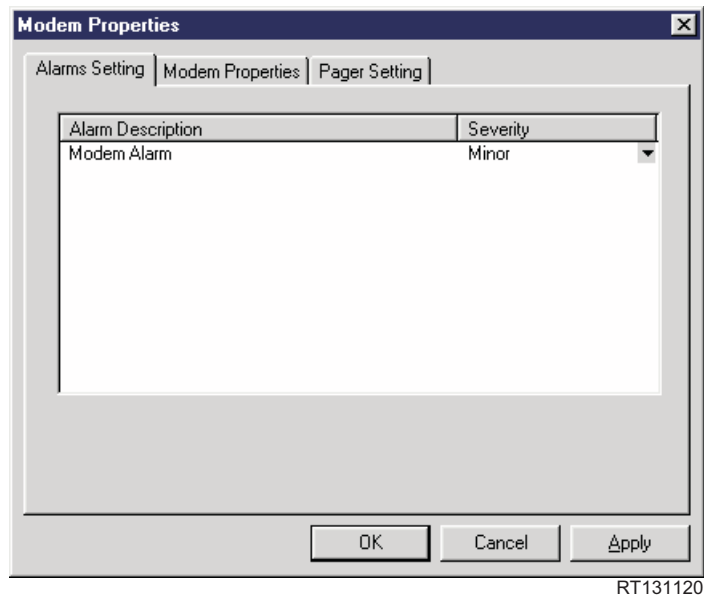 Modem Properties
Alarms Setting Modem Properties Pager Setting
Alarm Description Severity
Modem Alarm Minor
OK Cancel Apply
RT131120